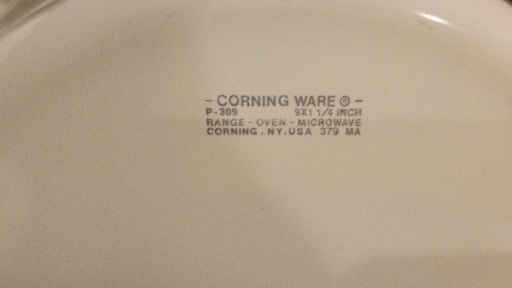 - CORNING WARE ® -
P-309 9X1 1/4 INCH
RANGE - OVEN - MICROWAVE
CORNING, NY. USA 379 MA